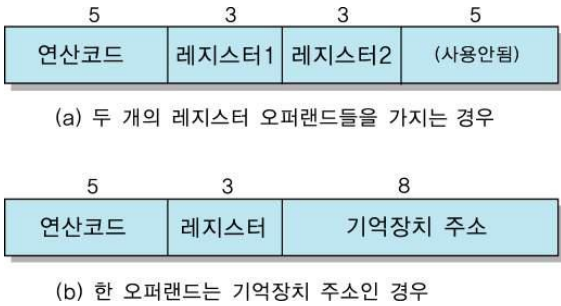 5 3 3 5
연산코드 레지스터1 레지스터2 (사용안됨)
(a) 두 개의 레지스터 오퍼랜드들을 가지는 경우
5 3 8
연산코드 레지스터 기억장치 주소
(b) 한 오퍼랜드는 기억장치 주소인 경우